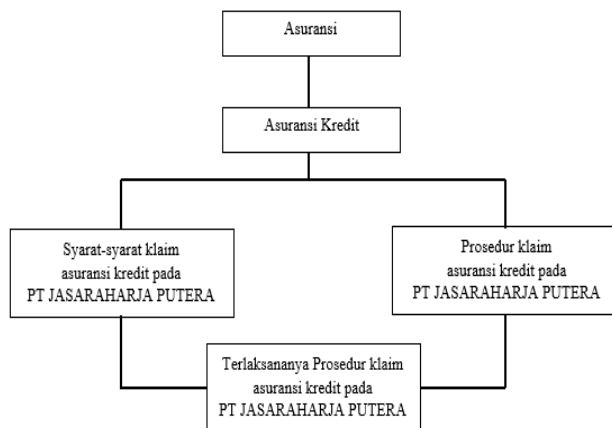 Asuransi
Asuransi Kredit
Syarat-syarat klaim
asuransi kredit pada
PT JASARAHARJA PUTERA
Prosedur klaim
asuransi kredit pada
PT JASARAHARJA PUTERA
Terlaksananya Prosedur klaim
asuransi kredit pada
PT JASARAHARJA PUTERA